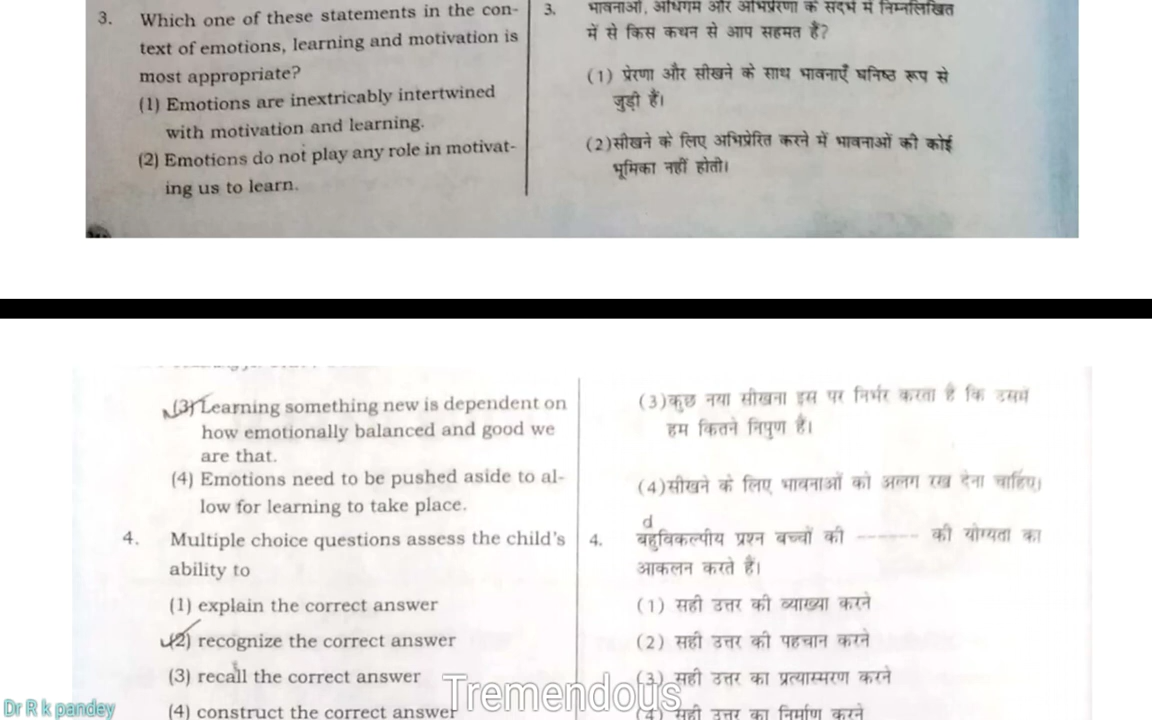 3. Which one of these statements in the con-
text of emotions, learning and motivation is
most appropriate?
(1) Emotions are inextricably intertwined
with motivation and learning.
(2) Emotions do not play any role in motivat-
ing us to learn.
3. भावनाओं, अधिगम और अभिप्रेरणा के संदर्भ में निम्नलिखित
में से किस कथन से आप सहमत हैं?
(1) प्रेरणा और सीखने के साथ भावनाएँ घनिष्ठ रूप से
जुड़ी हैं।
(2)सीखने के लिए अभिप्रेरित करने में भावनाओं की कोई
भूमिका नहीं होती।
(3) Learning something new is dependent on
how emotionally balanced and good we
are that.
(4) Emotions need to be pushed aside to al-
low for learning to take place.
4. Multiple choice questions assess the child's
ability to
(1) explain the correct answer
(2) recognize the correct answer
(3) recall the correct answer
(4) construct the correct answer
(3)कुछ नया सीखना इस पर निर्भर करता है कि उसमें
हम कितने निपुण हैं।
(4)सीखने के लिए भावनाओं को अलग रख देना चाहिए।
d
4. बहुविकल्पीय प्रश्न बच्चों की ------- की योग्यता का
आकलन करते हैं।
(1) सही उत्तर की व्याख्या करने
(2) सही उत्तर की पहचान करने
(3) सही उत्तर का प्रत्यास्मरण करने
(4) सही उत्तर का निर्माण करने
Tremendous
Dr R k pandey